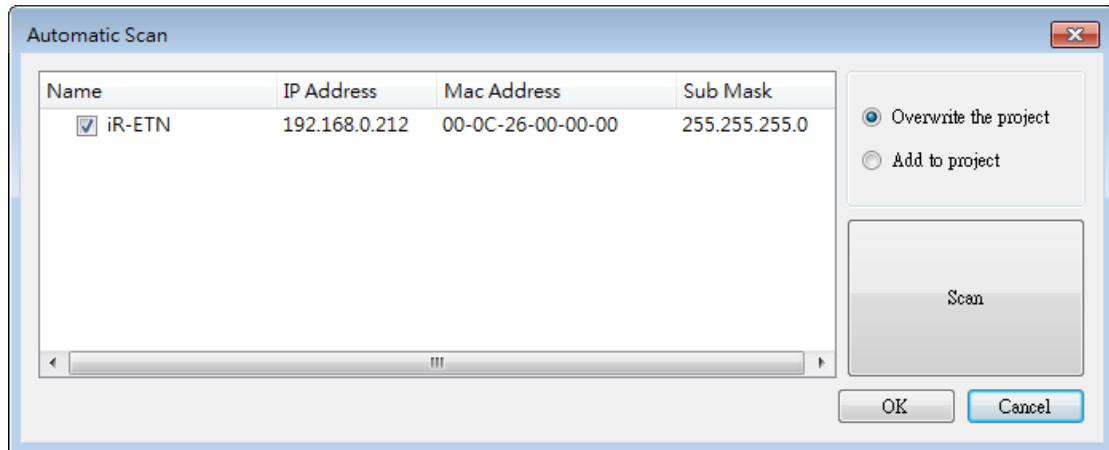 Automatic Scan
Name IP Address Mac Address Sub Mask
iR-ETN 192.168.0.212 00-0C-26-00-00-00 255.255.255.0
Overwrite the project
Add to project
Scan
OK Cancel